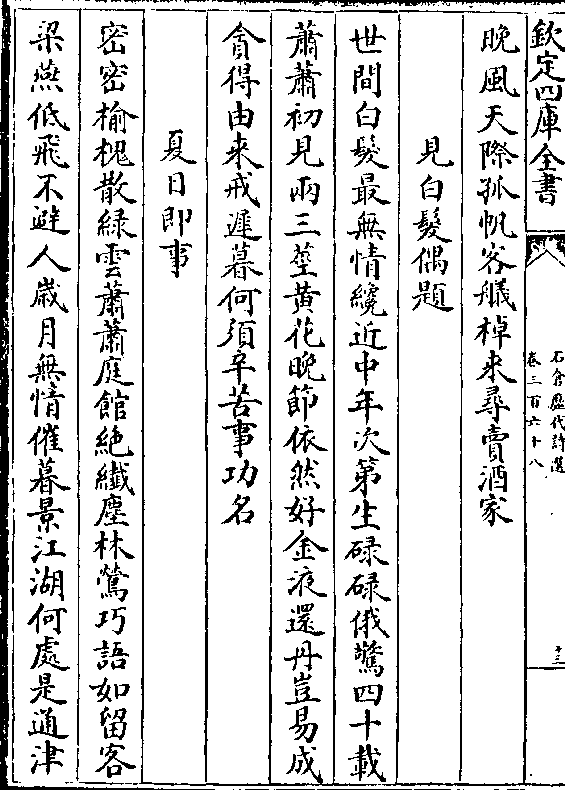 欽定四庫全書
石倉歷代詩選
卷三百六十八
十三
晚風天際孤帆客艤棹来尋賣酒家
見白髮偶題
世間白髮最無情纔近中年次第生碌碌俄驚四十載
蕭蕭初見兩三莖黄花晚節依然好金液還丹豈易成
貪得由来戒遲暮何須辛苦事功名
夏日即事
密密榆槐散緑雲蕭蕭庭館絶纎塵林鶯巧語如留客
梁燕低飛不避人歲月無情催暮景江湖何處是通津